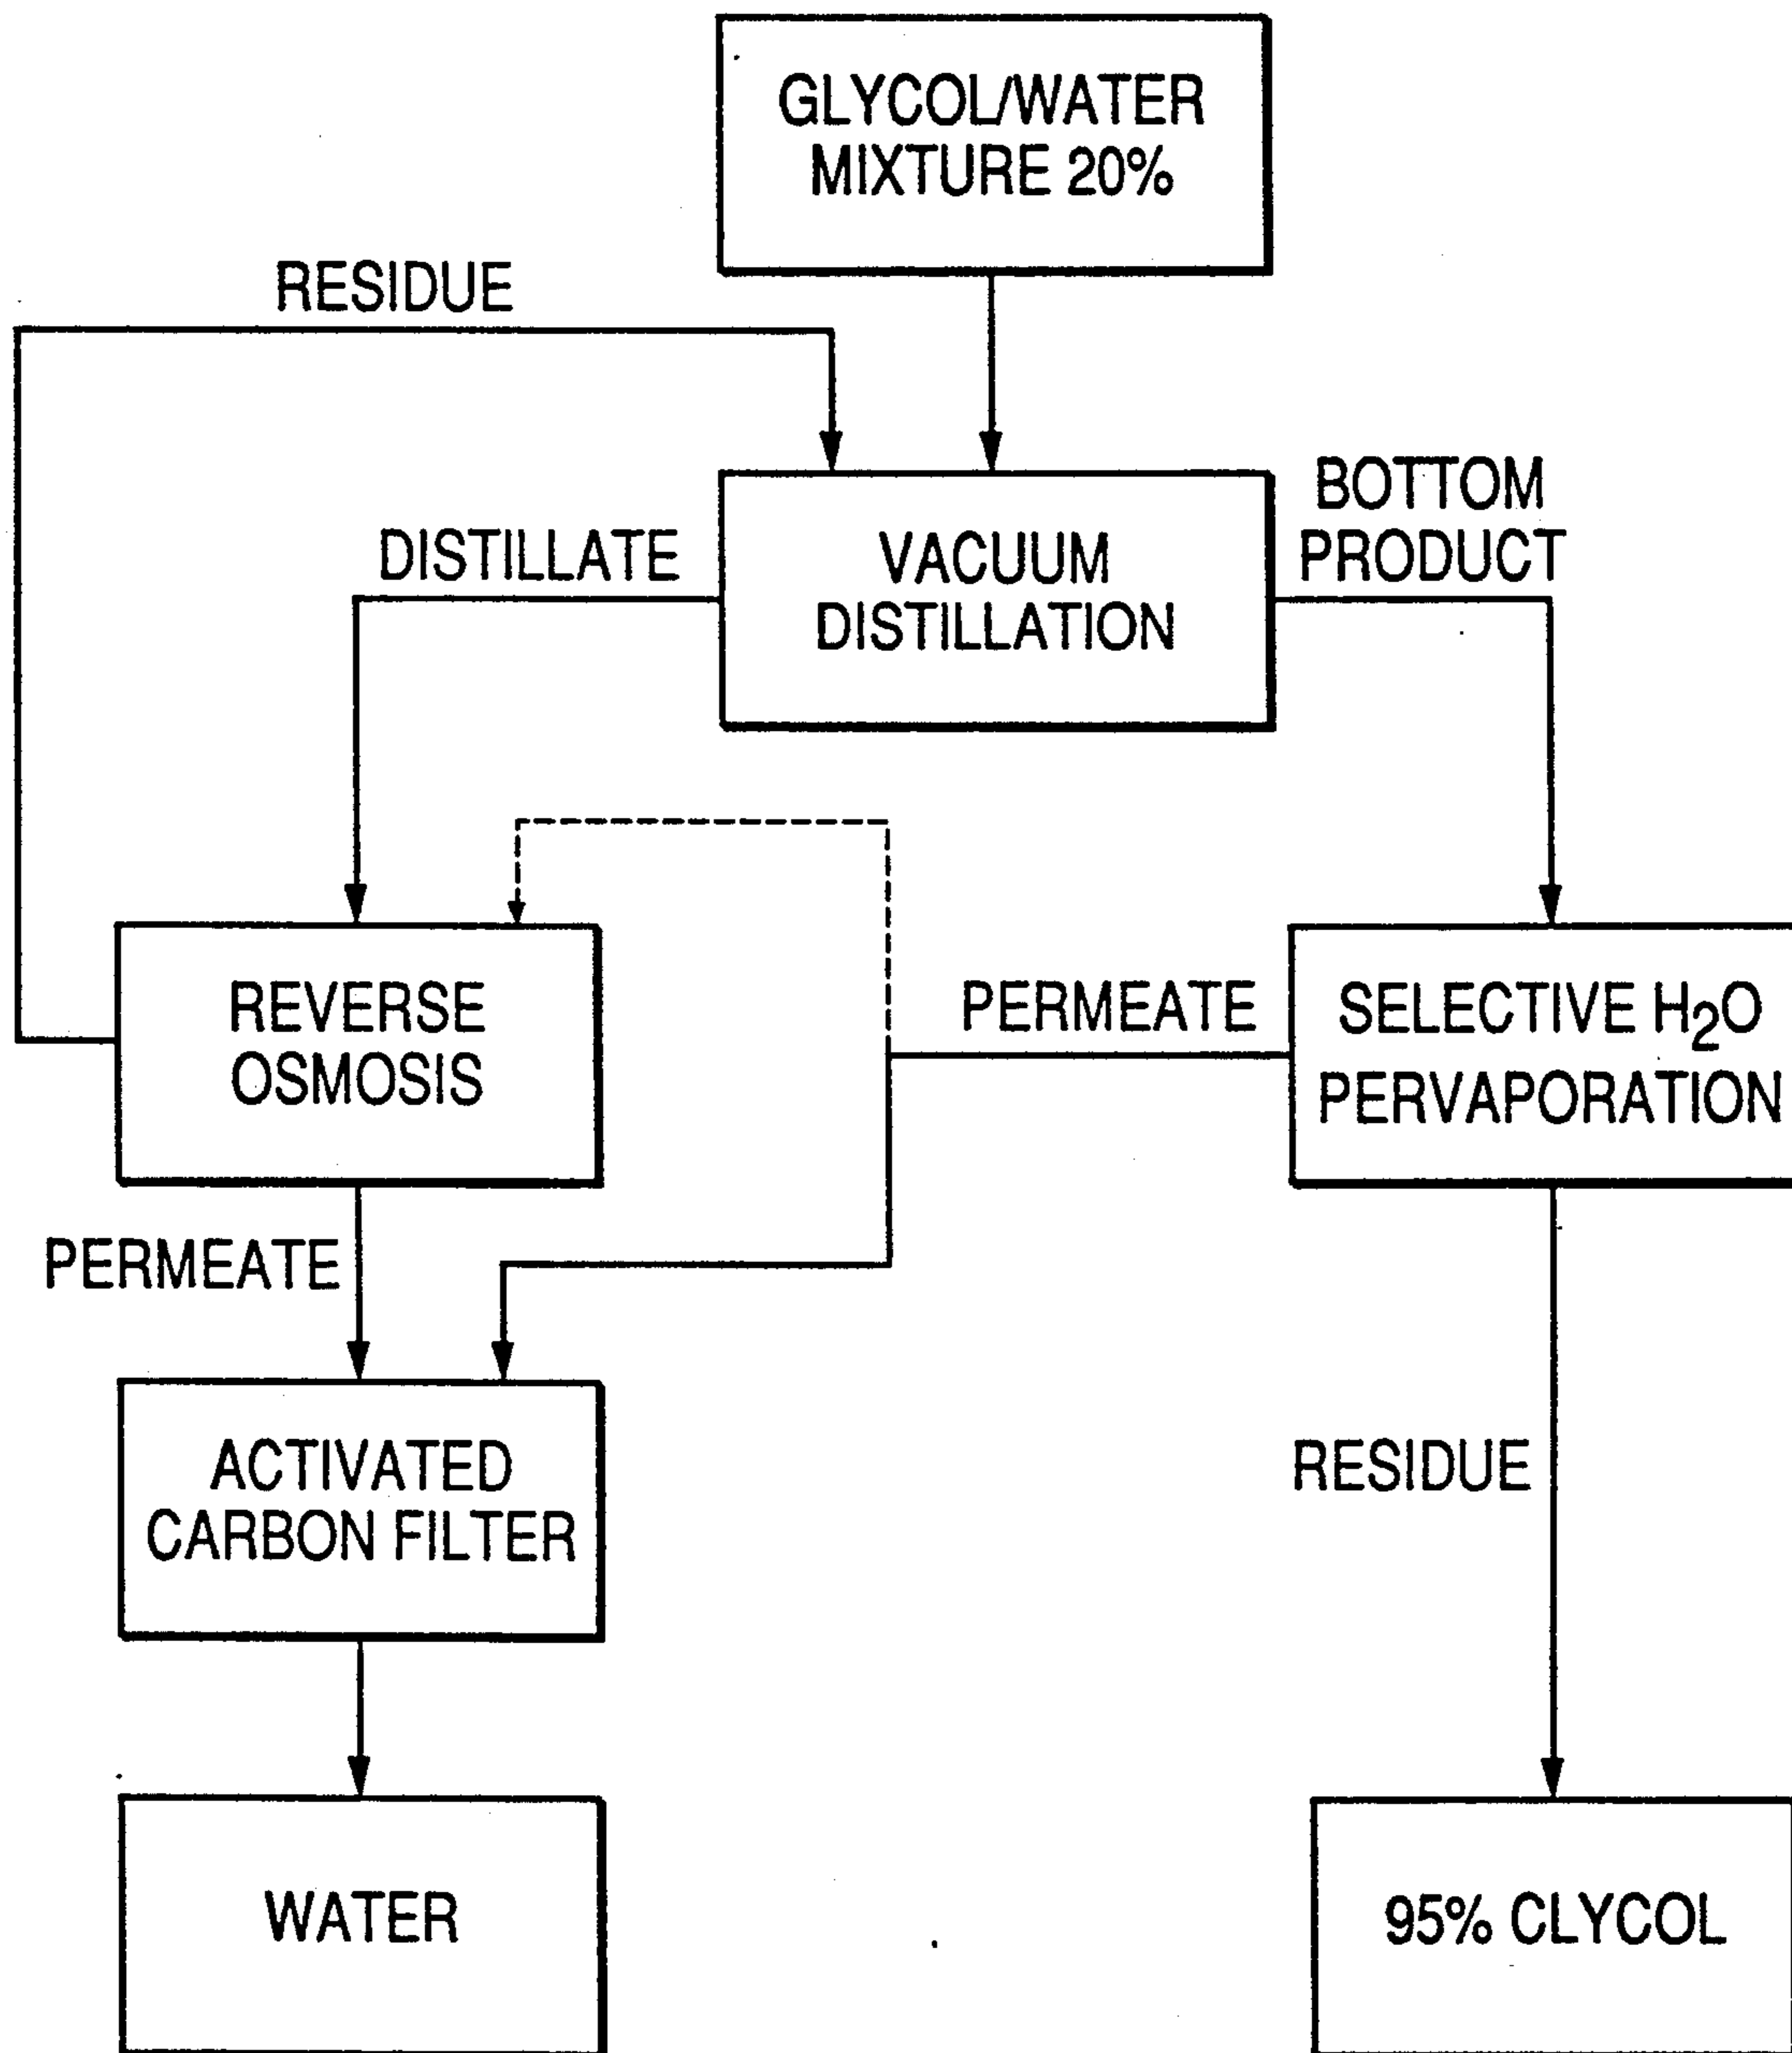 GLYCOL/WATER
MIXTURE 20%
RESIDUE
BOTTOM
PRODUCT
DISTILLATE
VACUUM
DISTILLATION
REVERSE
OSMOSIS
PERMEATE
SELECTIVE H₂O
PERVAPORATION
PERMEATE
ACTIVATED
CARBON FILTER
RESIDUE
WATER
95% CLYCOL